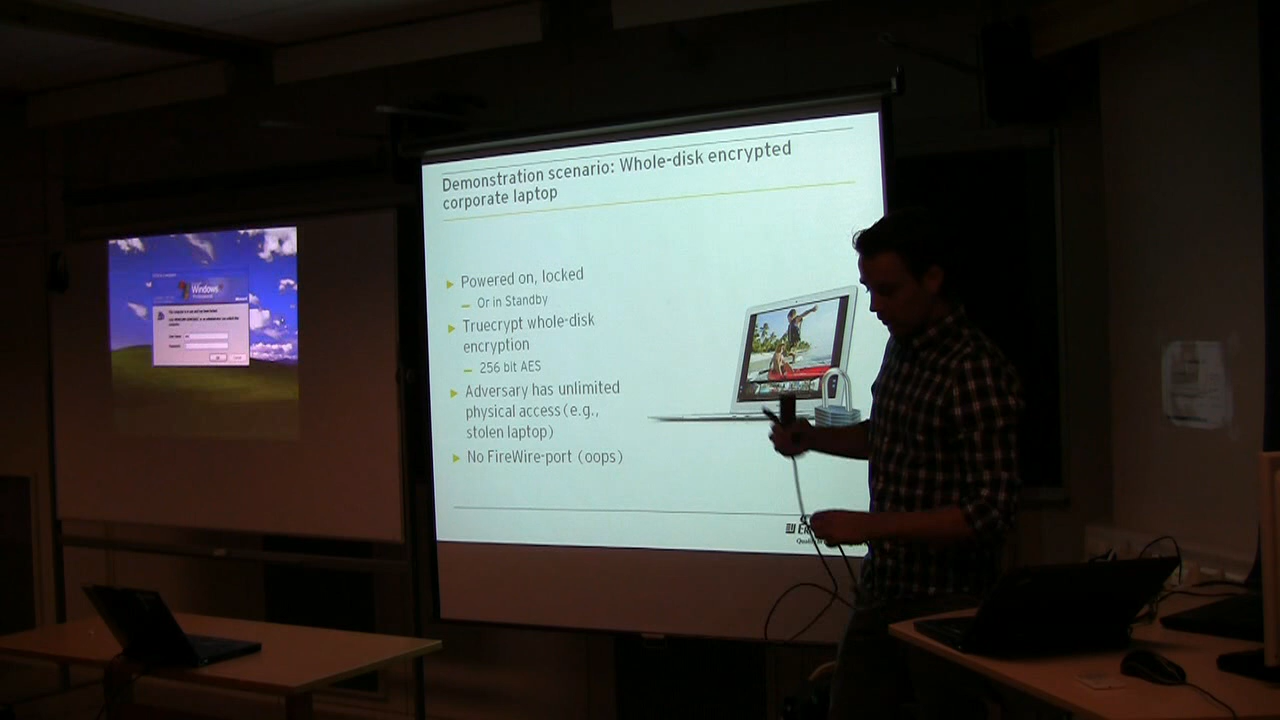 Demonstration scenario: Whole-disk encrypted
corporate laptop
Powered on, locked
Or in Standby
Truecrypt whole-disk
encryption
256 bit AES
Adversary has unlimited
physical access (e.g.,
stolen laptop)
No FireWire-port (oops)
Windows